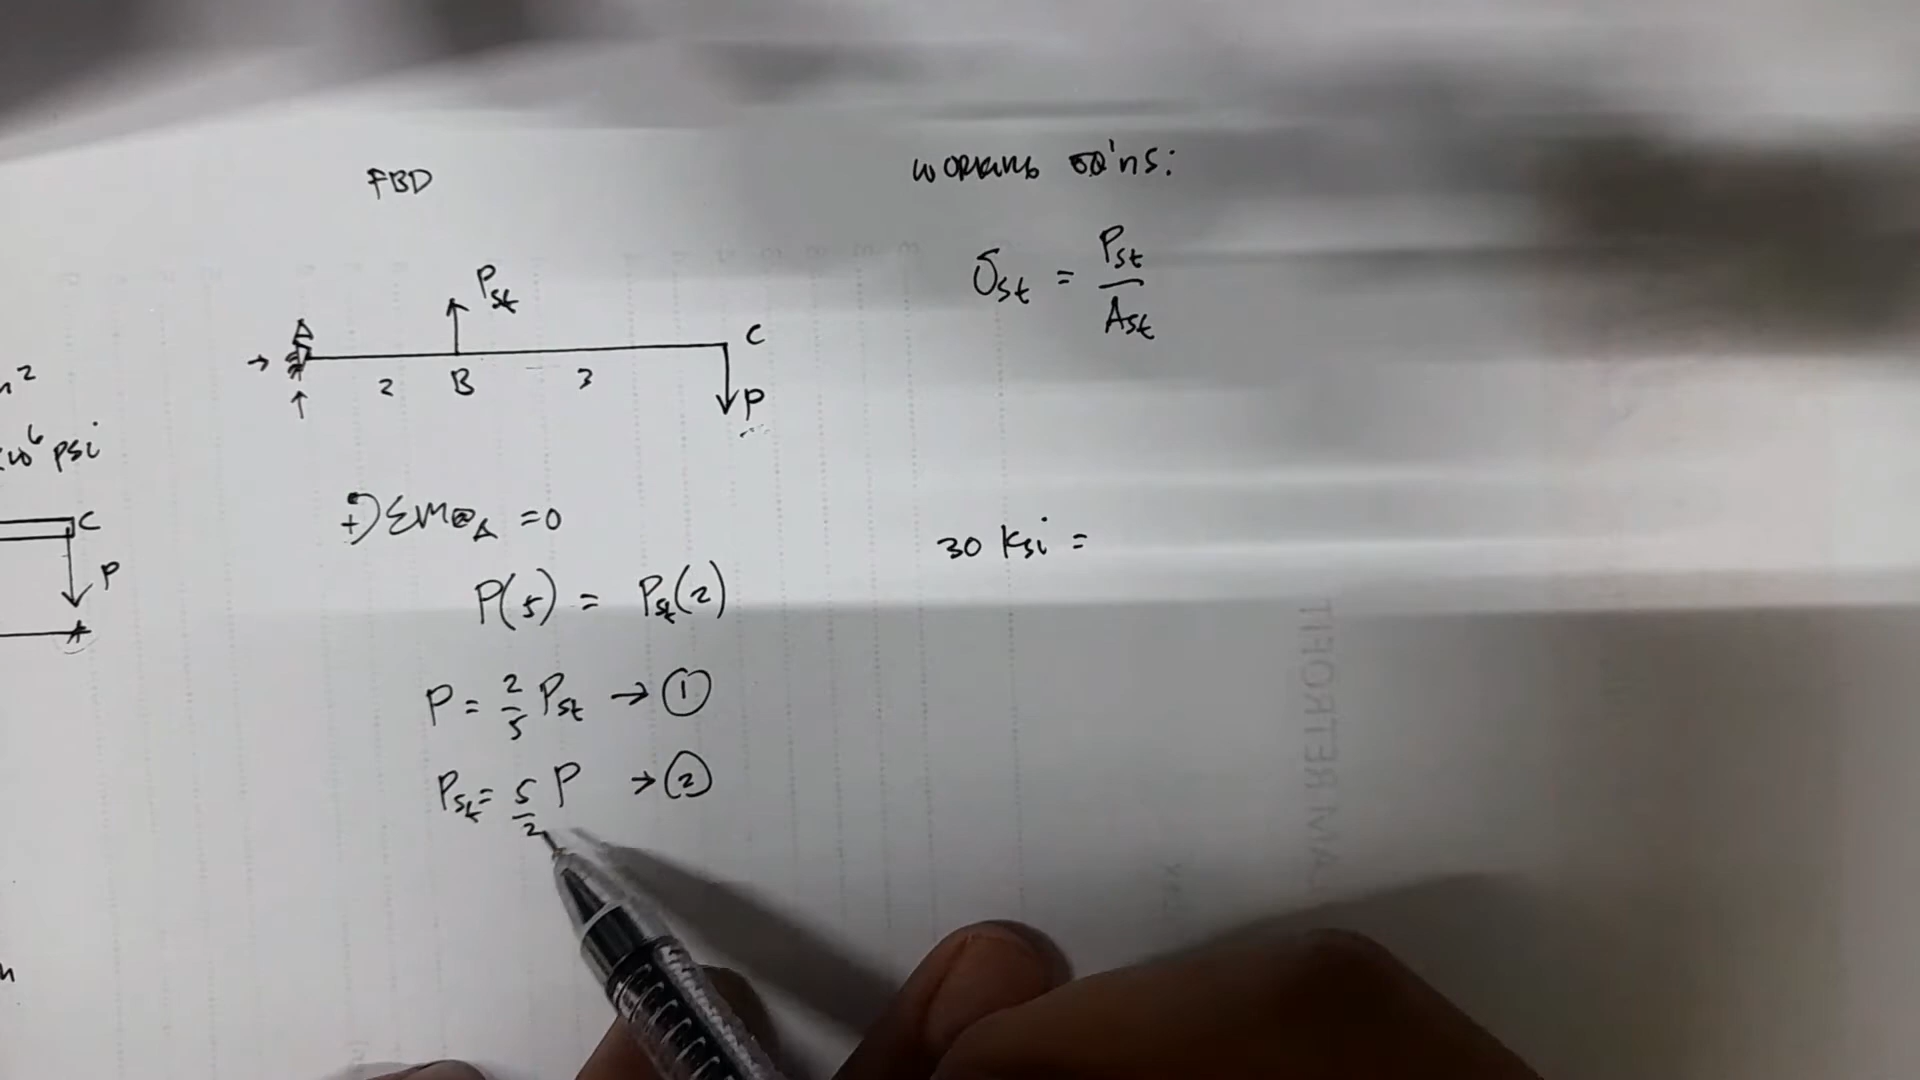 FBD
Pst
A
C
2 B 3
P
+) ΣM@A = 0
P(5) = Pst(2)
P = 2/5 Pst → ①
Pst = 5/2 P → ②
working EQ'ns:
σst = Pst/Ast
30 ksi =
psi
C
P